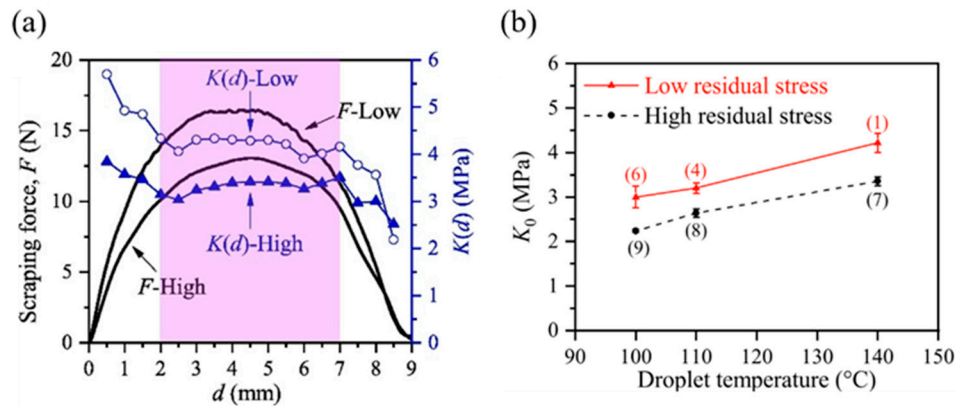 (a)
20
15
10
5
0
Scraping force, F (N)
0 1 2 3 4 5 6 7 8 9
d (mm)
6
5
4
3
2
1
0
K(d) (MPa)
K(d)-Low
F-Low
K(d)-High
F-High
(b)
6
5
4
3
2
1
0
K0 (MPa)
90 100 110 120 130 140 150
Droplet temperature (°C)
Low residual stress
High residual stress
(1)
(6)
(4)
(7)
(8)
(9)